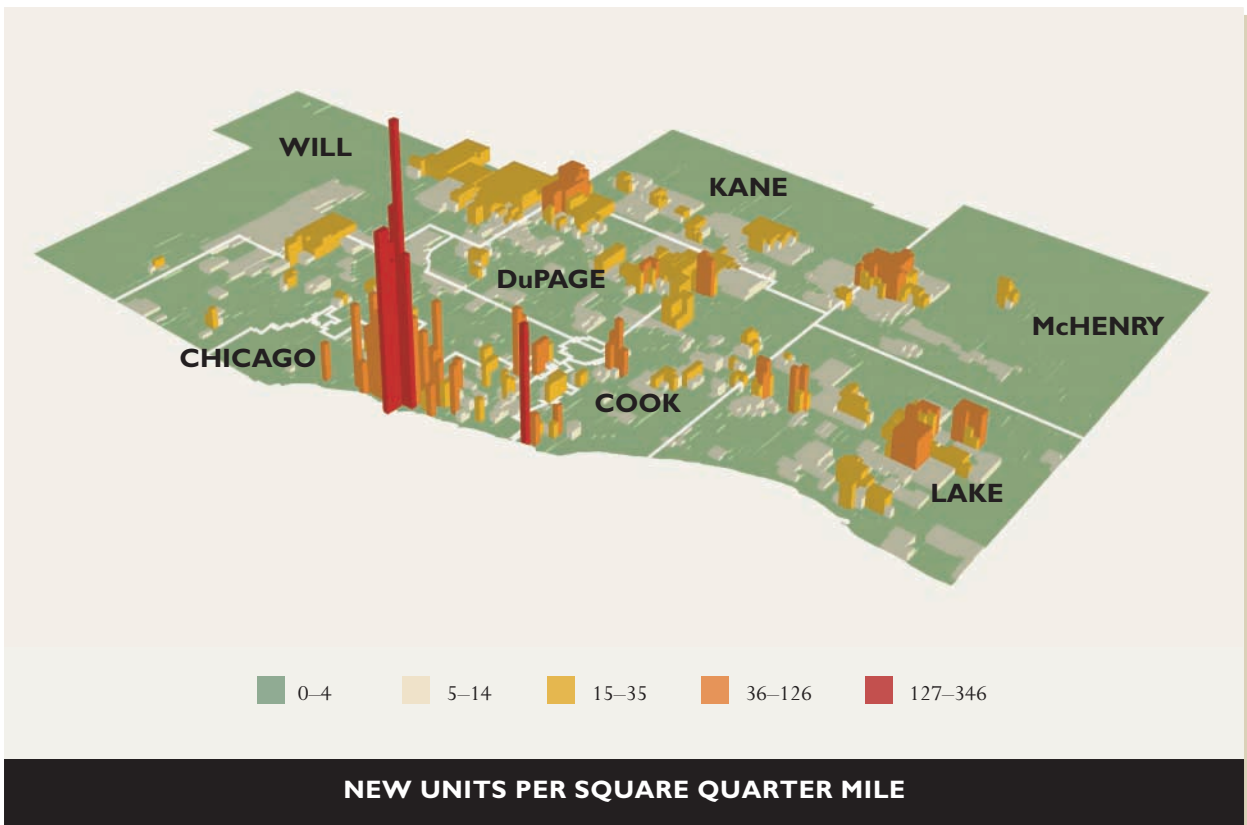 WILL
KANE
DuPAGE
McHENRY
CHICAGO
COOK
LAKE
0–4
5–14
15–35
36–126
127–346
NEW UNITS PER SQUARE QUARTER MILE